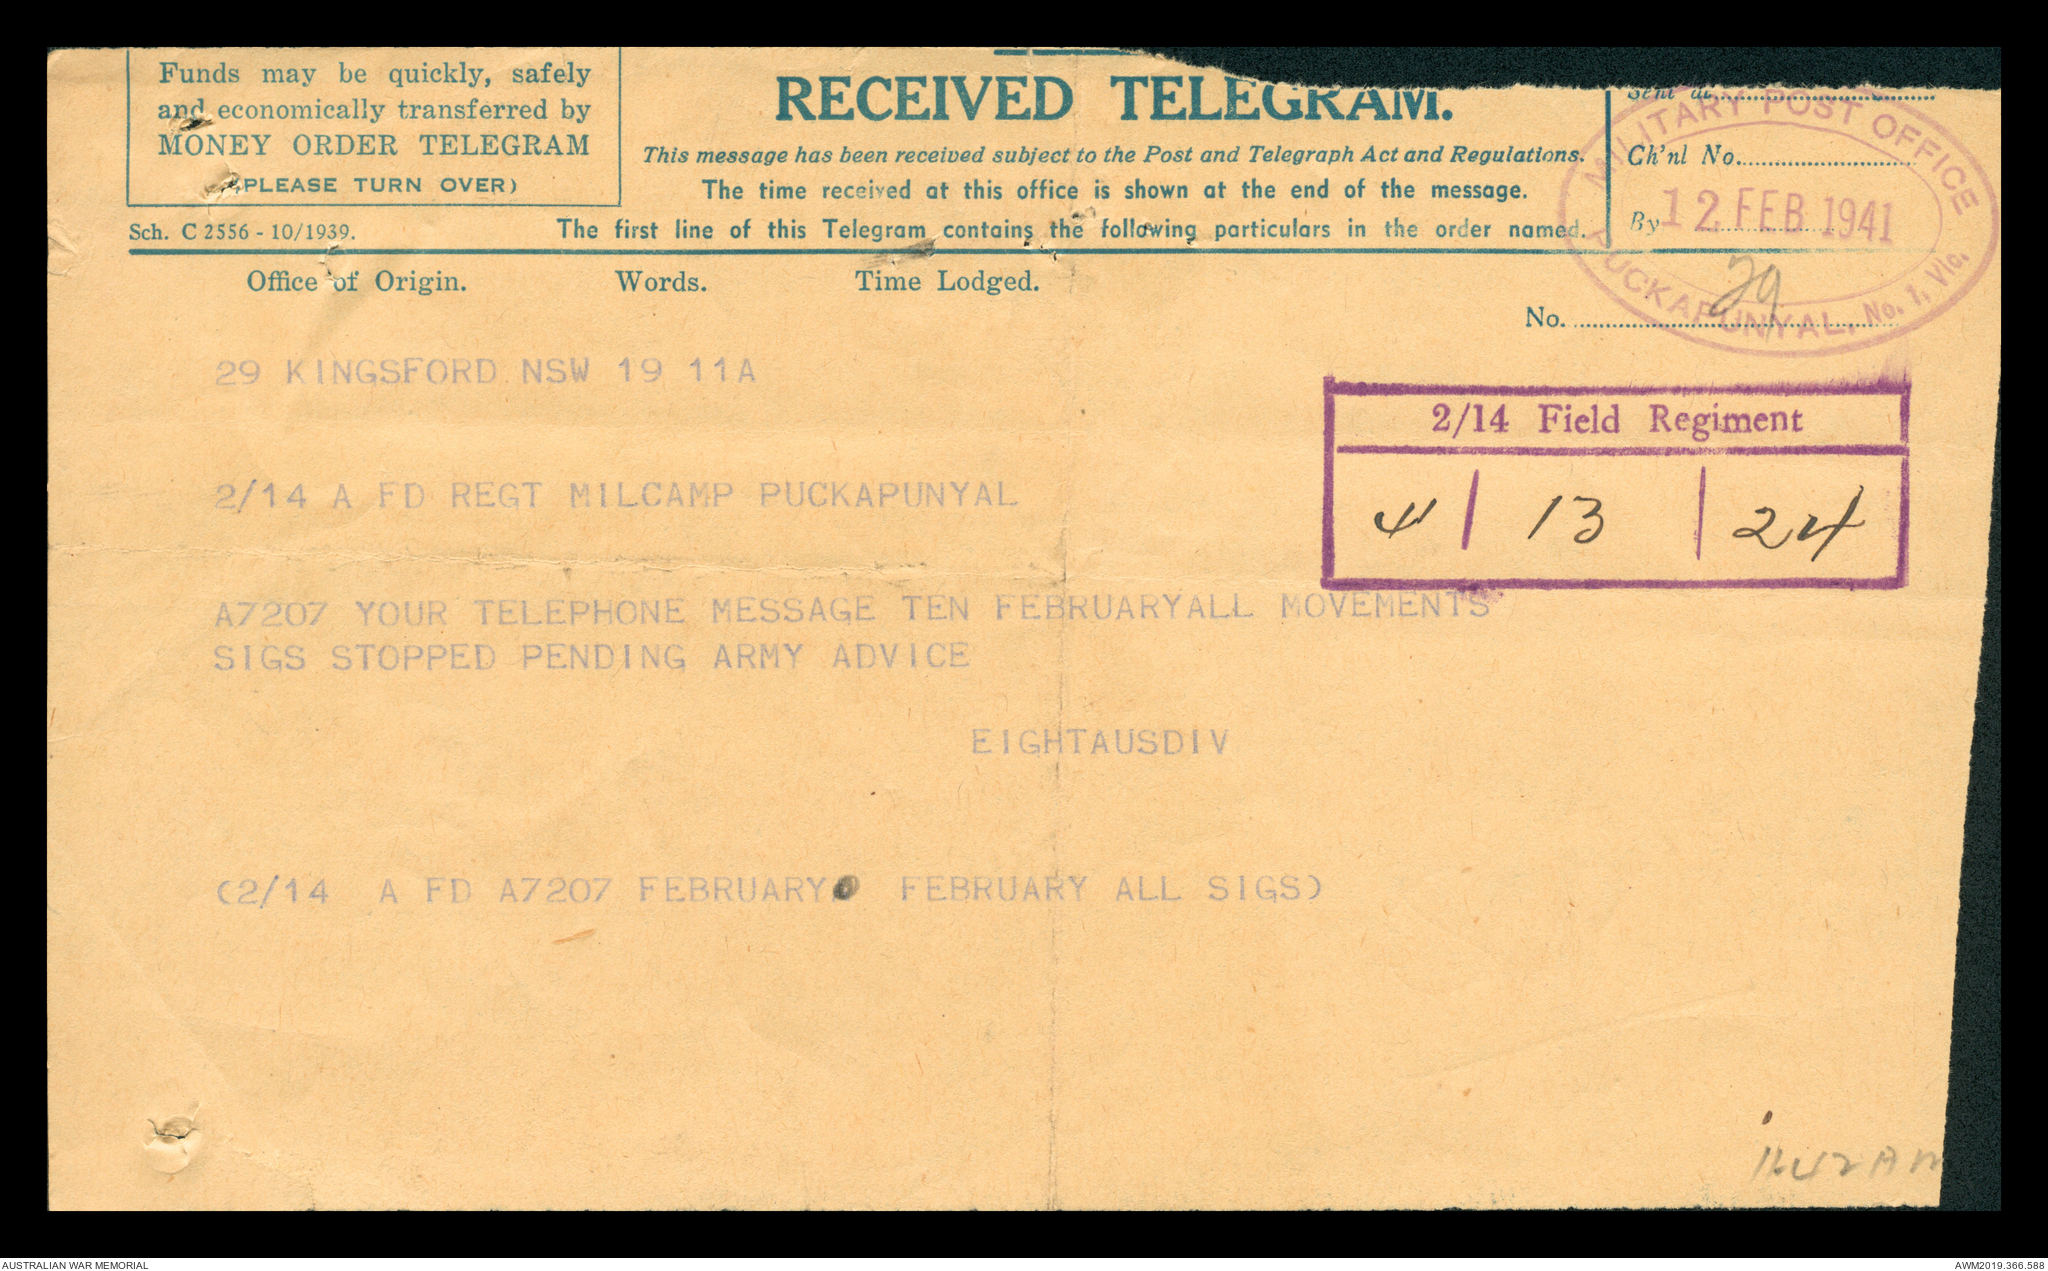 Funds may be quickly, safely
and economically transferred by
MONEY ORDER TELEGRAM
(PLEASE TURN OVER)
Sch. C 2556 - 10/1939.
RECEIVED TELEGRAM.
This message has been received subject to the Post and Telegraph Act and Regulations.
The time received at this office is shown at the end of the message.
The first line of this Telegram contains the following particulars in the order named.
Sent at
Ch'nl No.
By
MILITARY POST OFFICE
12 FEB 1941
PUCKAPUNYAL, No. 1, Vic.
Office of Origin. Words. Time Lodged.
No. 29
29 KINGSFORD NSW 19 11A
2/14 Field Regiment
4 | 13 | 24
2/14 A FD REGT MILCAMP PUCKAPUNYAL
A7207 YOUR TELEPHONE MESSAGE TEN FEBRUARYALL MOVEMENTS
SIGS STOPPED PENDING ARMY ADVICE
EIGHTAUSDIV
(2/14 A FD A7207 FEBRUARY FEBRUARY ALL SIGS)
11.42 AM
AUSTRALIAN WAR MEMORIAL
AWM2019.366.588